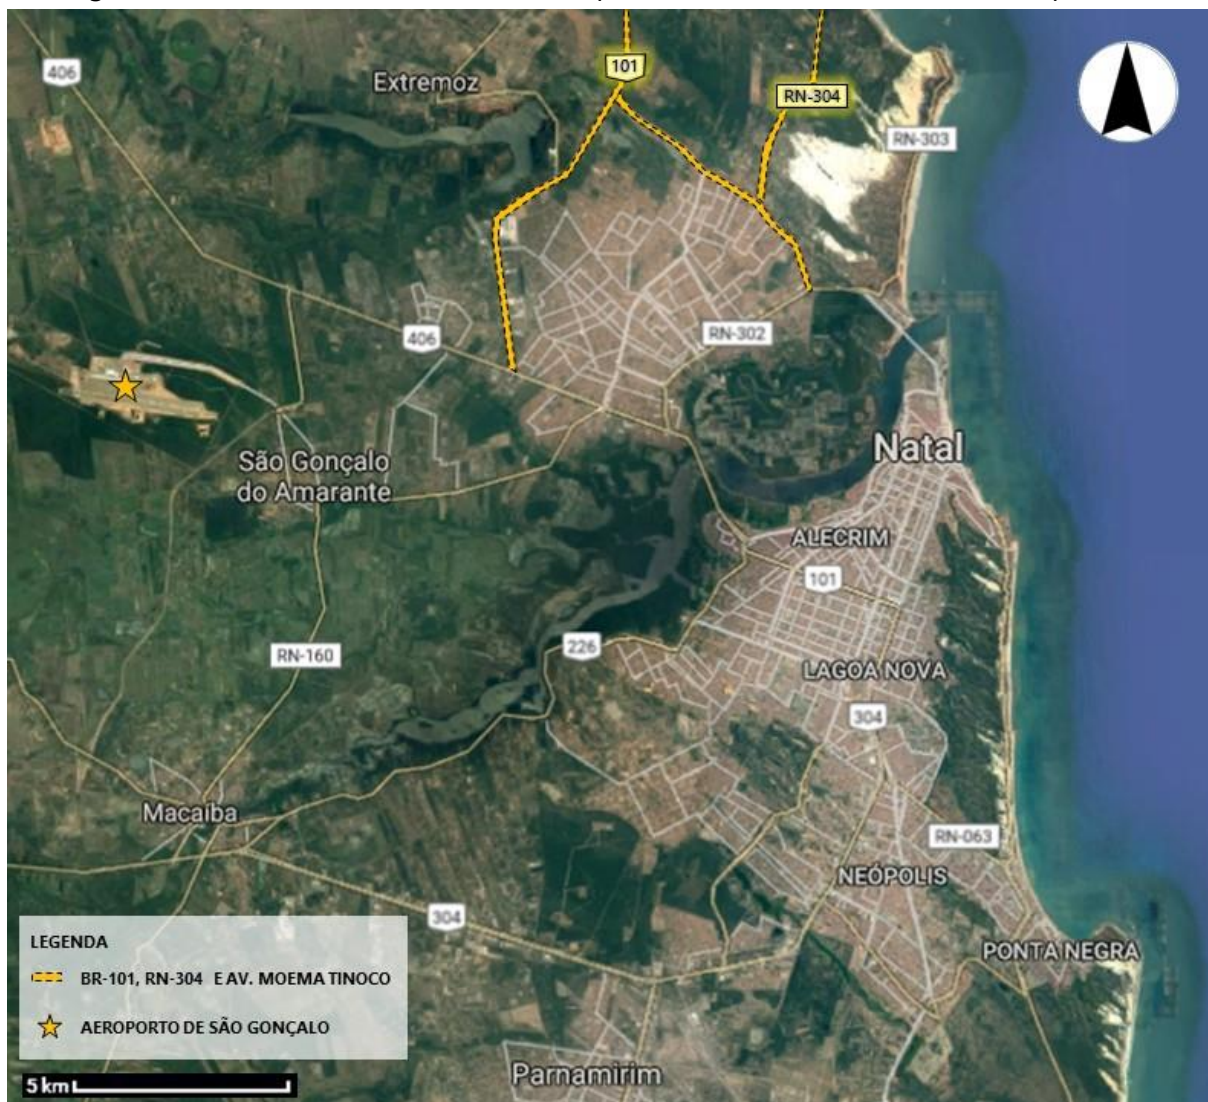 101
406
Extremoz
RN-304
RN-303
406
RN-302
Natal
São Gonçalo
do Amarante
ALECRIM
101
226
RN-160
LAGOA NOVA
304
Macaíba
RN-063
NEÓPOLIS
304
PONTA NEGRA
LEGENDA
BR-101, RN-304 E AV. MOEMA TINOCO
AEROPORTO DE SÃO GONÇALO
Parnamirim
5 km